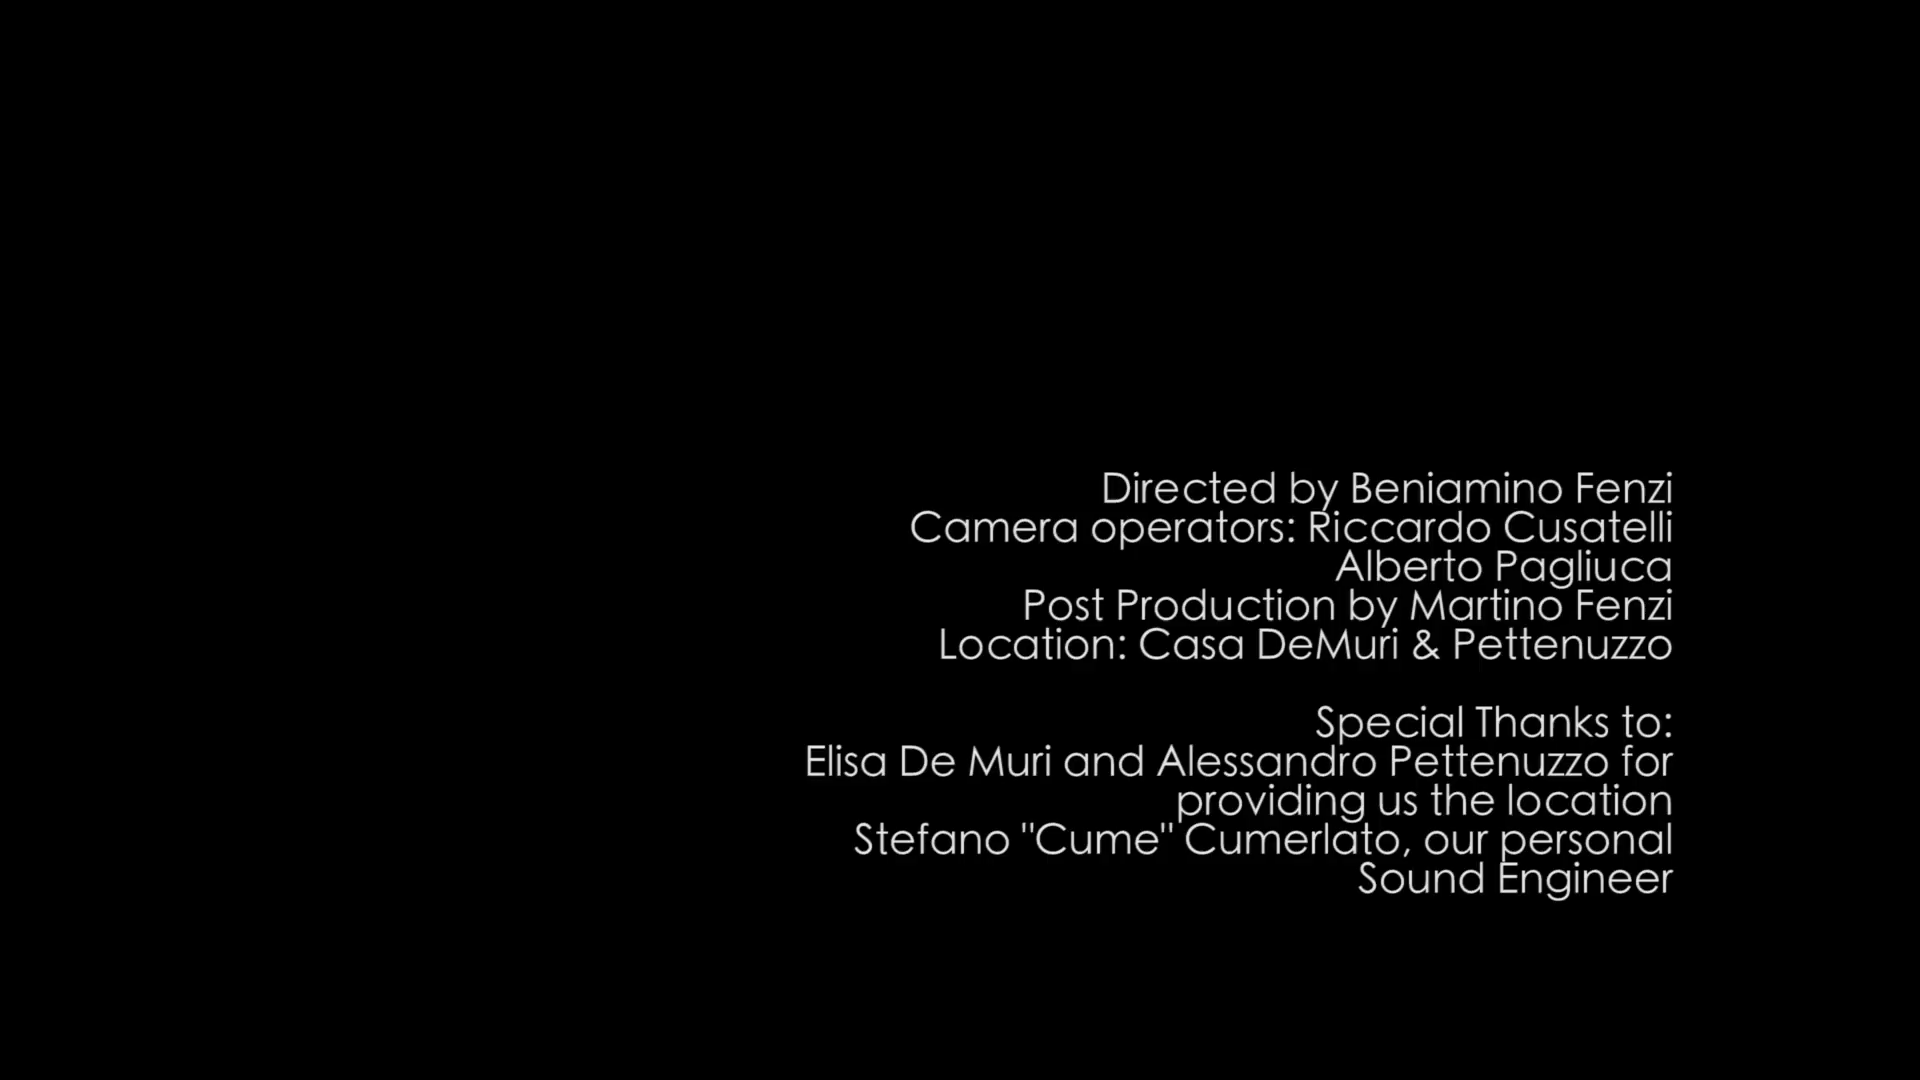 Directed by Beniamino Fenzi
Camera operators: Riccardo Cusatelli
Alberto Pagliuca
Post Production by Martino Fenzi
Location: Casa DeMuri & Pettenuzzo
Special Thanks to:
Elisa De Muri and Alessandro Pettenuzzo for
providing us the location
Stefano "Cume" Cumerlato, our personal
Sound Engineer